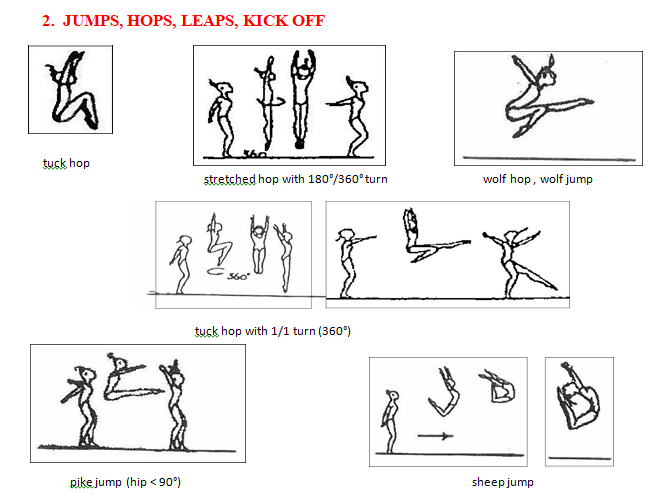 2. JUMPS, HOPS, LEAPS, KICK OFF
360
tuck hop
stretched hop with 180°/360° turn
wolf hop , wolf jump
360°
tuck hop with 1/1 turn (360°)
pike jump (hip < 90°)
sheep jump